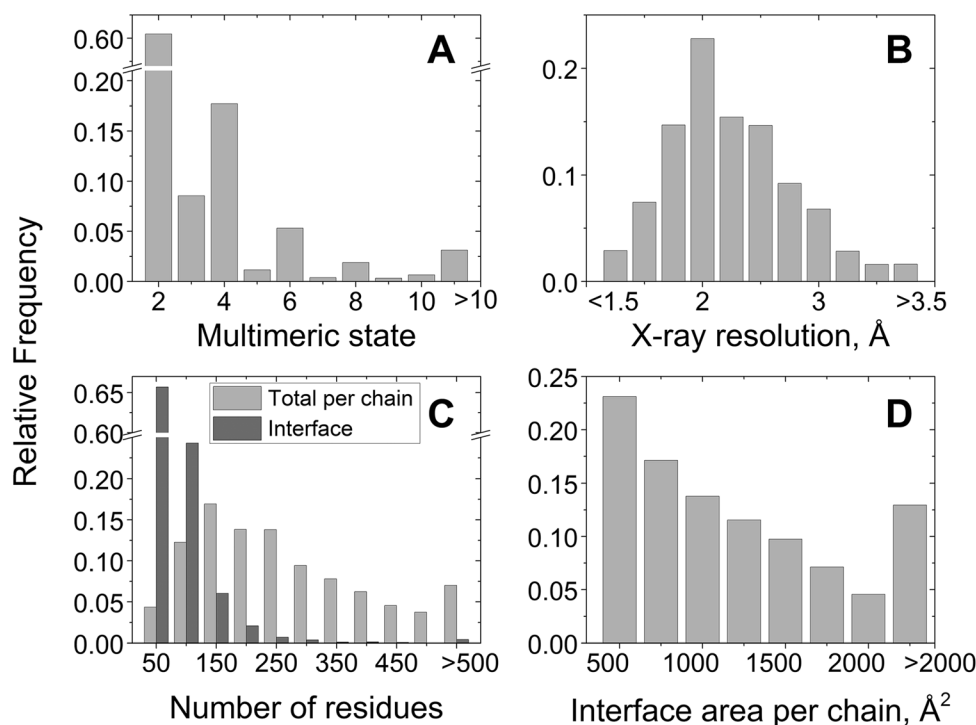 Relative Frequency
A
0.60
0.20
0.15
0.10
0.05
0.00
2 4 6 8 10 >10
Multimeric state
B
0.2
0.1
0.0
<1.5 2 3 >3.5
X-ray resolution, Å
C
Total per chain
Interface
0.65
0.60
0.20
0.15
0.10
0.05
0.00
50 150 250 350 450 >500
Number of residues
D
0.25
0.20
0.15
0.10
0.05
0.00
500 1000 1500 2000 >2000
Interface area per chain, Å²